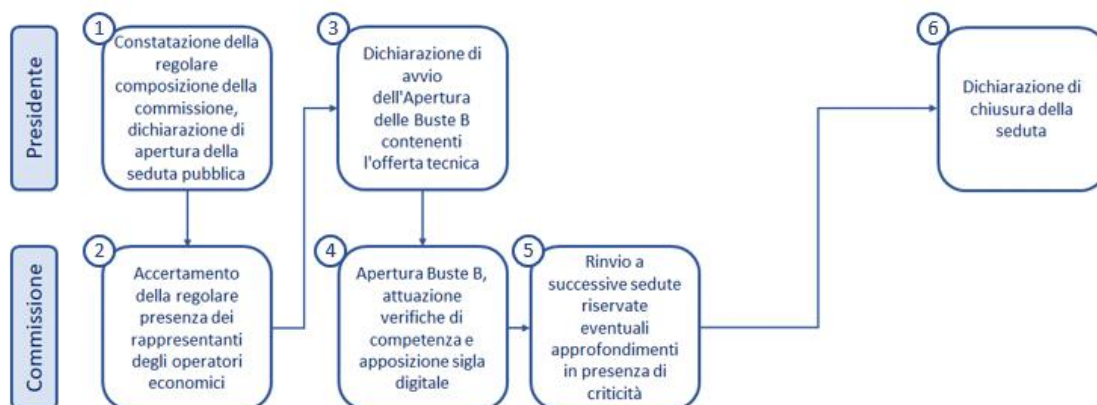 Presidente
1
Constatazione della
regolare
composizione della
commissione,
dichiarazione di
apertura della
seduta pubblica
3
Dichiarazione di
avvio
dell'Apertura
delle Buste B
contenenti
l'offerta tecnica
6
Dichiarazione di
chiusura della
seduta
Commissione
2
Accertamento
della regolare
presenza dei
rappresentanti
degli operatori
economici
4
Apertura Buste B,
attuazione
verifiche di
competenza e
apposizione sigla
digitale
5
Rinvio a
successive sedute
riservate
eventuali
approfondimenti
in presenza di
criticità